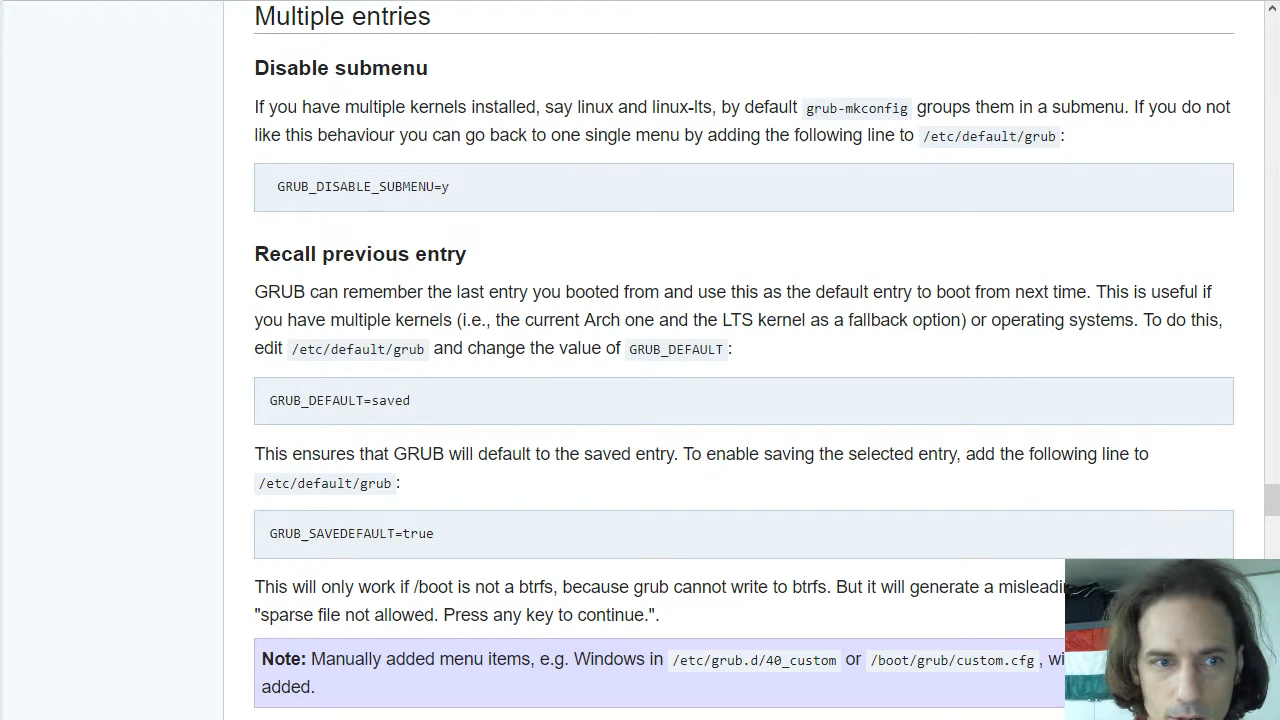 Multiple entries
Disable submenu
If you have multiple kernels installed, say linux and linux-lts, by default grub-mkconfig groups them in a submenu. If you do not
like this behaviour you can go back to one single menu by adding the following line to /etc/default/grub:
GRUB_DISABLE_SUBMENU=y
Recall previous entry
GRUB can remember the last entry you booted from and use this as the default entry to boot from next time. This is useful if
you have multiple kernels (i.e., the current Arch one and the LTS kernel as a fallback option) or operating systems. To do this,
edit /etc/default/grub and change the value of GRUB_DEFAULT:
GRUB_DEFAULT=saved
This ensures that GRUB will default to the saved entry. To enable saving the selected entry, add the following line to
/etc/default/grub:
GRUB_SAVEDEFAULT=true
This will only work if /boot is not a btrfs, because grub cannot write to btrfs. But it will generate a
"sparse file not allowed. Press any key to continue.".
Note: Manually added menu items, e.g. Windows in /etc/grub.d/40_custom or /boot/grub/custom.cfg,
added.